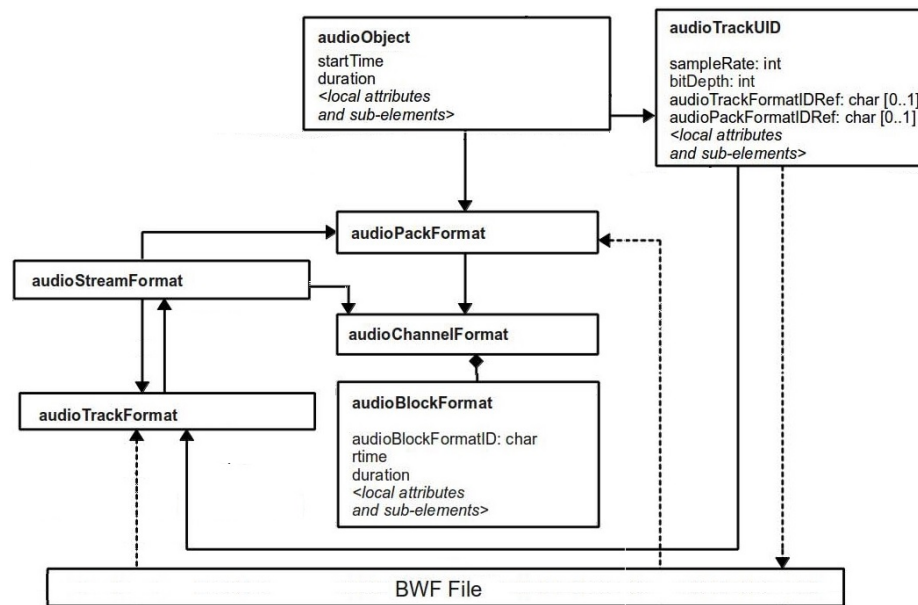 audioObject
startTime
duration
<local attributes
and sub-elements>
audioTrackUID
sampleRate: int
bitDepth: int
audioTrackFormatIDRef: char [0..1]
audioPackFormatIDRef: char [0..1]
<local attributes
and sub-elements>
audioPackFormat
audioStreamFormat
audioChannelFormat
audioTrackFormat
audioBlockFormat
audioBlockFormatID: char
rtime
duration
<local attributes
and sub-elements>
BWF File